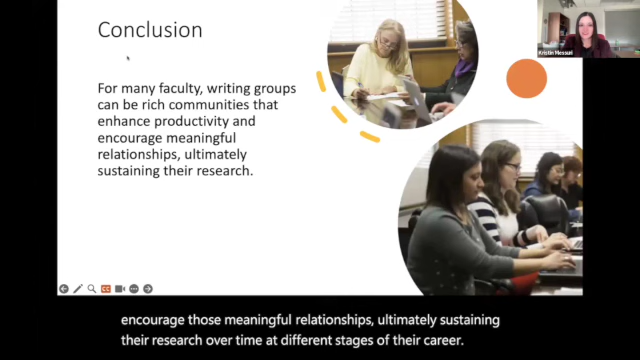 Conclusion
For many faculty, writing groups
can be rich communities that
enhance productivity and
encourage meaningful
relationships, ultimately
sustaining their research.
Kristin Messuri
encourage those meaningful relationships, ultimately sustaining
their research over time at different stages of their career.